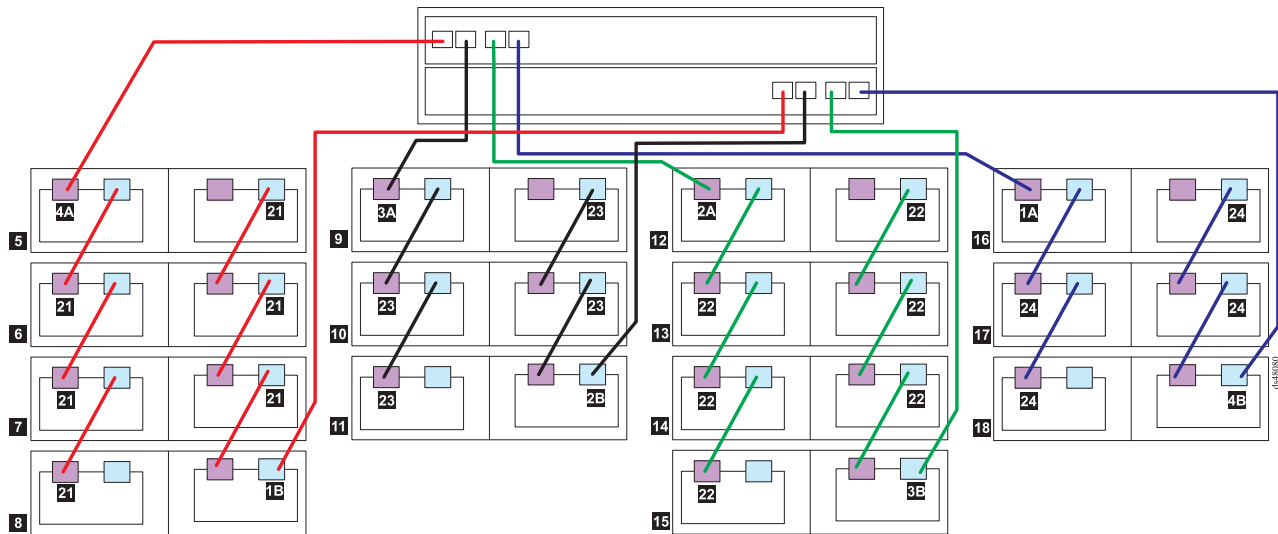 4A 21 3A 23 2A 22 1A 24
5 9 12 16
21 21 23 23 22 22 24 24
6 10 13 17
21 21 23 2B 22 22 24 4B
7 11 14 18
21 1B 22 3B
8 15
ds48080